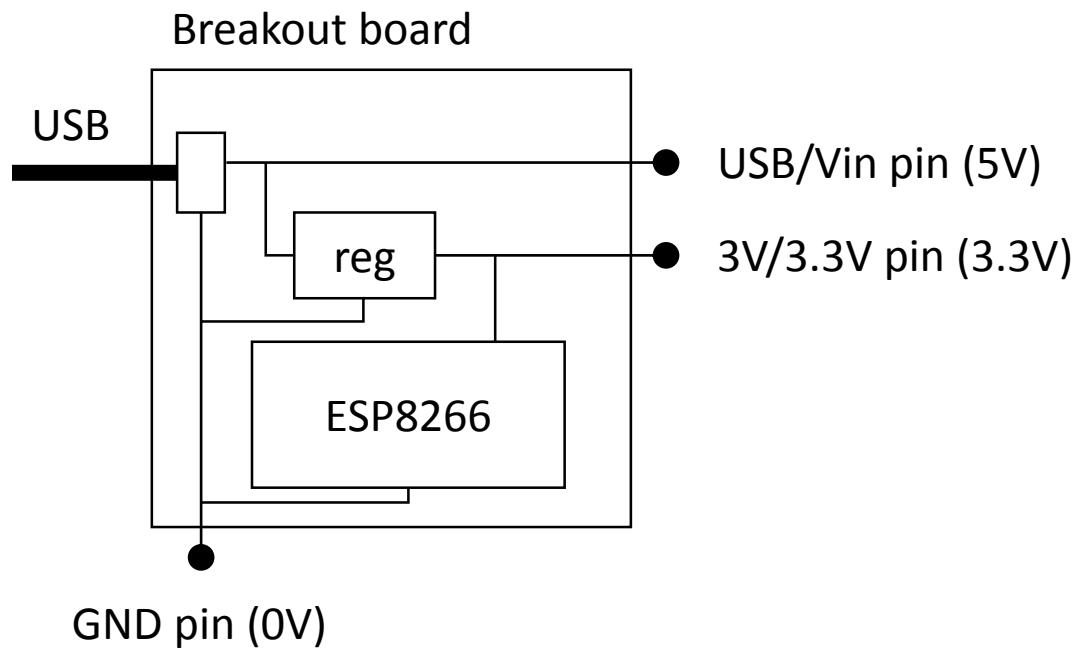 Breakout board
USB
USB/Vin pin (5V)
reg
3V/3.3V pin (3.3V)
ESP8266
GND pin (0V)